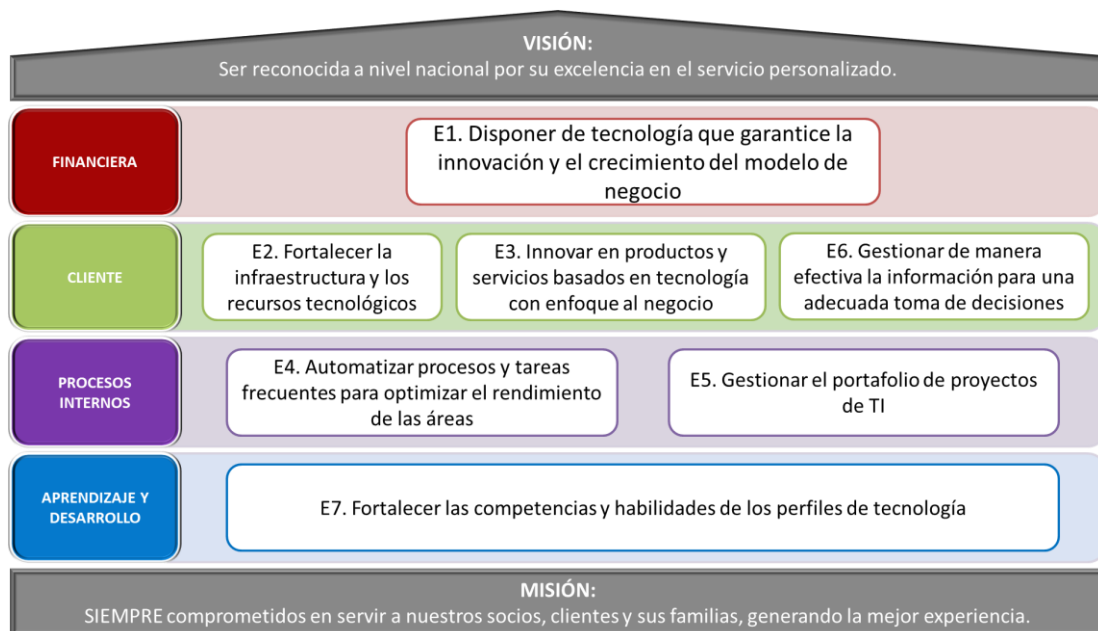 VISIÓN:
Ser reconocida a nivel nacional por su excelencia en el servicio personalizado.
FINANCIERA
E1. Disponer de tecnología que garantice la
innovación y el crecimiento del modelo de
negocio
CLIENTE
E2. Fortalecer la
infraestructura y los
recursos tecnológicos
E3. Innovar en productos y
servicios basados en tecnología
con enfoque al negocio
E6. Gestionar de manera
efectiva la información para una
adecuada toma de decisiones
PROCESOS
INTERNOS
E4. Automatizar procesos y tareas
frecuentes para optimizar el rendimiento
de las áreas
E5. Gestionar el portafolio de proyectos
de TI
APRENDIZAJE Y
DESARROLLO
E7. Fortalecer las competencias y habilidades de los perfiles de tecnología
MISIÓN:
SIEMPRE comprometidos en servir a nuestros socios, clientes y sus familias, generando la mejor experiencia.